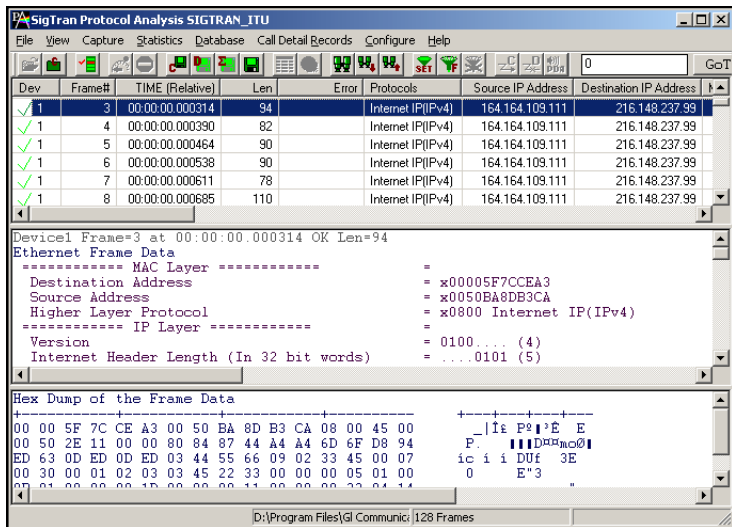 SigTran Protocol Analysis SIGTRAN_ITU
File View Capture Statistics Database Call Detail Records Configure Help
SET 0 GoT
Dev Frame# TIME (Relative) Len Error Protocols Source IP Address Destination IP Address
1 3 00:00:00.000314 94 Internet IP(IPv4) 164.164.109.111 216.148.237.99
1 4 00:00:00.000390 82 Internet IP(IPv4) 164.164.109.111 216.148.237.99
1 5 00:00:00.000464 90 Internet IP(IPv4) 164.164.109.111 216.148.237.99
1 6 00:00:00.000538 90 Internet IP(IPv4) 164.164.109.111 216.148.237.99
1 7 00:00:00.000611 78 Internet IP(IPv4) 164.164.109.111 216.148.237.99
1 8 00:00:00.000685 110 Internet IP(IPv4) 164.164.109.111 216.148.237.99
Device1 Frame=3 at 00:00:00.000314 OK Len=94
Ethernet Frame Data
============ MAC Layer ============ =
Destination Address = x00005F7CCEA3
Source Address = x0050BA8DB3CA
Higher Layer Protocol = x0800 Internet IP(IPv4)
============ IP Layer ============ =
Version = 0100.... (4)
Internet Header Length (In 32 bit words) = ....0101 (5)
Hex Dump of the Frame Data
00 00 5F 7C CE A3 00 50 BA 8D B3 CA 08 00 45 00 _|Î£ Pº ³Ê E
00 50 2E 11 00 00 80 84 87 44 A4 A4 6D 6F D8 94 P. D¤¤moØ
ED 63 0D ED 0D ED 03 44 55 66 09 02 33 45 00 07 íc í í DUf 3E
00 30 00 01 02 03 03 45 22 33 00 00 00 05 01 00 0 E"3
D:\Program Files\Gl Communic 128 Frames